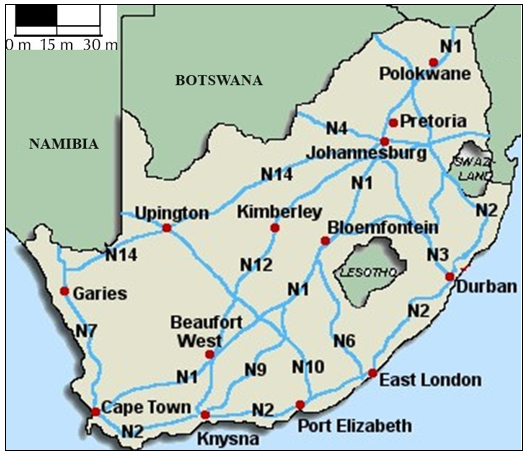 0 m 15 m 30 m
N1
Polokwane
BOTSWANA
Pretoria
N4
NAMIBIA
Johannesburg
SWAZI-
LAND
N14
N1
Upington
Kimberley
N2
Bloemfontein
N14
N12
N3
LESOTHO
Garies
N1
Durban
N7
Beaufort
West
N2
N6
N1
N9
N10
East London
Cape Town
N2
N2
Knysna
Port Elizabeth